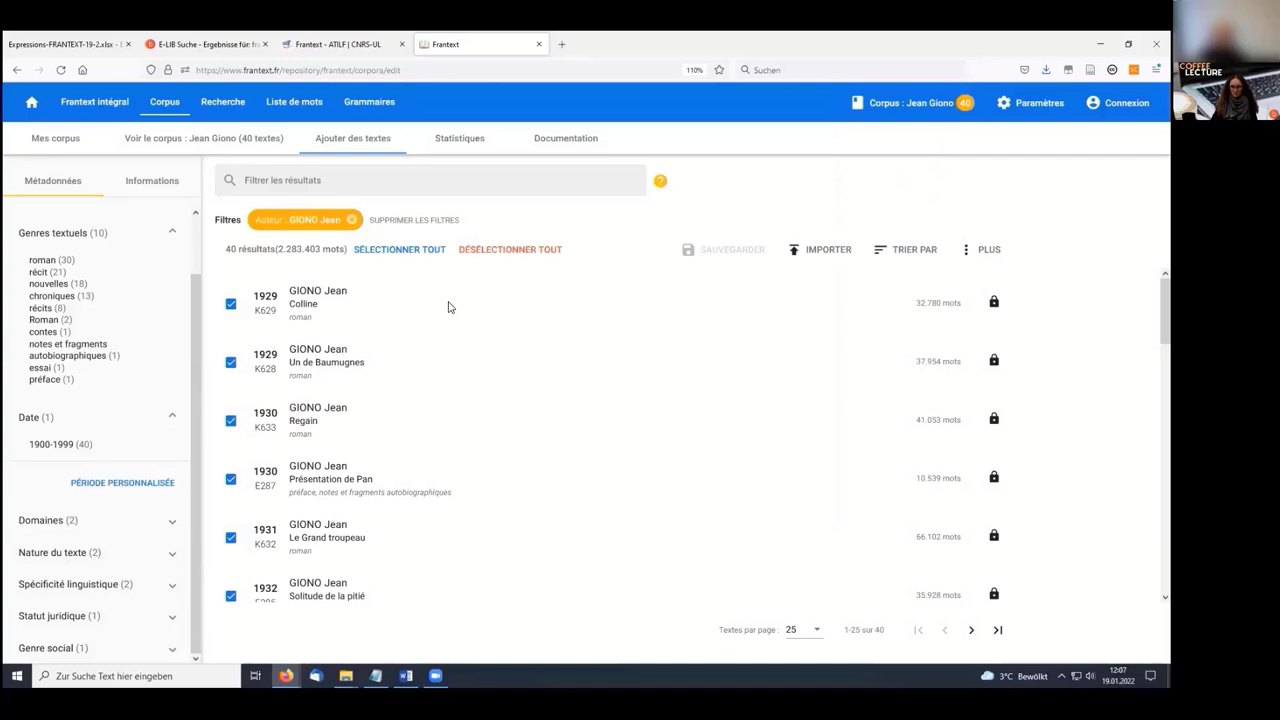 Expressions-FRANTEXT-19-2.xlsx - E
E-LIB Suche - Ergebnisse für: fr
Frantext - ATILF | CNRS-UL
Frantext
https://www.frantext.fr/repository/frantext/corpora/edit
110%
Suchen
Frantext intégral
Corpus
Recherche
Liste de mots
Grammaires
Corpus : Jean Giono 40
Paramètres
Connexion
Mes corpus
Voir le corpus : Jean Giono (40 textes)
Ajouter des textes
Statistiques
Documentation
Métadonnées
Informations
Filtrer les résultats
?
Filtres
Auteur : GIONO Jean
SUPPRIMER LES FILTRES
40 résultats(2.283.403 mots)
SÉLECTIONNER TOUT
DÉSÉLECTIONNER TOUT
SAUVEGARDER
IMPORTER
TRIER PAR
PLUS
Genres textuels (10)
roman (30)
récit (21)
nouvelles (18)
chroniques (13)
récits (8)
Roman (2)
contes (1)
notes et fragments
autobiographiques (1)
essai (1)
préface (1)
Date (1)
1900-1999 (40)
PÉRIODE PERSONNALISÉE
Domaines (2)
Nature du texte (2)
Spécificité linguistique (2)
Statut juridique (1)
Genre social (1)
1929
K629
GIONO Jean
Colline
roman
32.780 mots
1929
K628
GIONO Jean
Un de Baumugnes
roman
37.954 mots
1930
K633
GIONO Jean
Regain
roman
41.053 mots
1930
E287
GIONO Jean
Présentation de Pan
préface, notes et fragments autobiographiques
10.539 mots
1931
K632
GIONO Jean
Le Grand troupeau
roman
66.102 mots
1932
GIONO Jean
Solitude de la pitié
35.928 mots
Textes par page :
25
1-25 sur 40
Zur Suche Text hier eingeben
3°C Bewölkt
12:07
19.01.2022
COFFEE
LECTURE